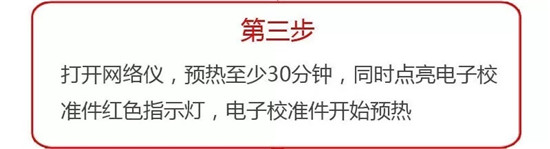 第三步
打开网络仪，预热至少30分钟，同时点亮电子校
准件红色指示灯，电子校准件开始预热